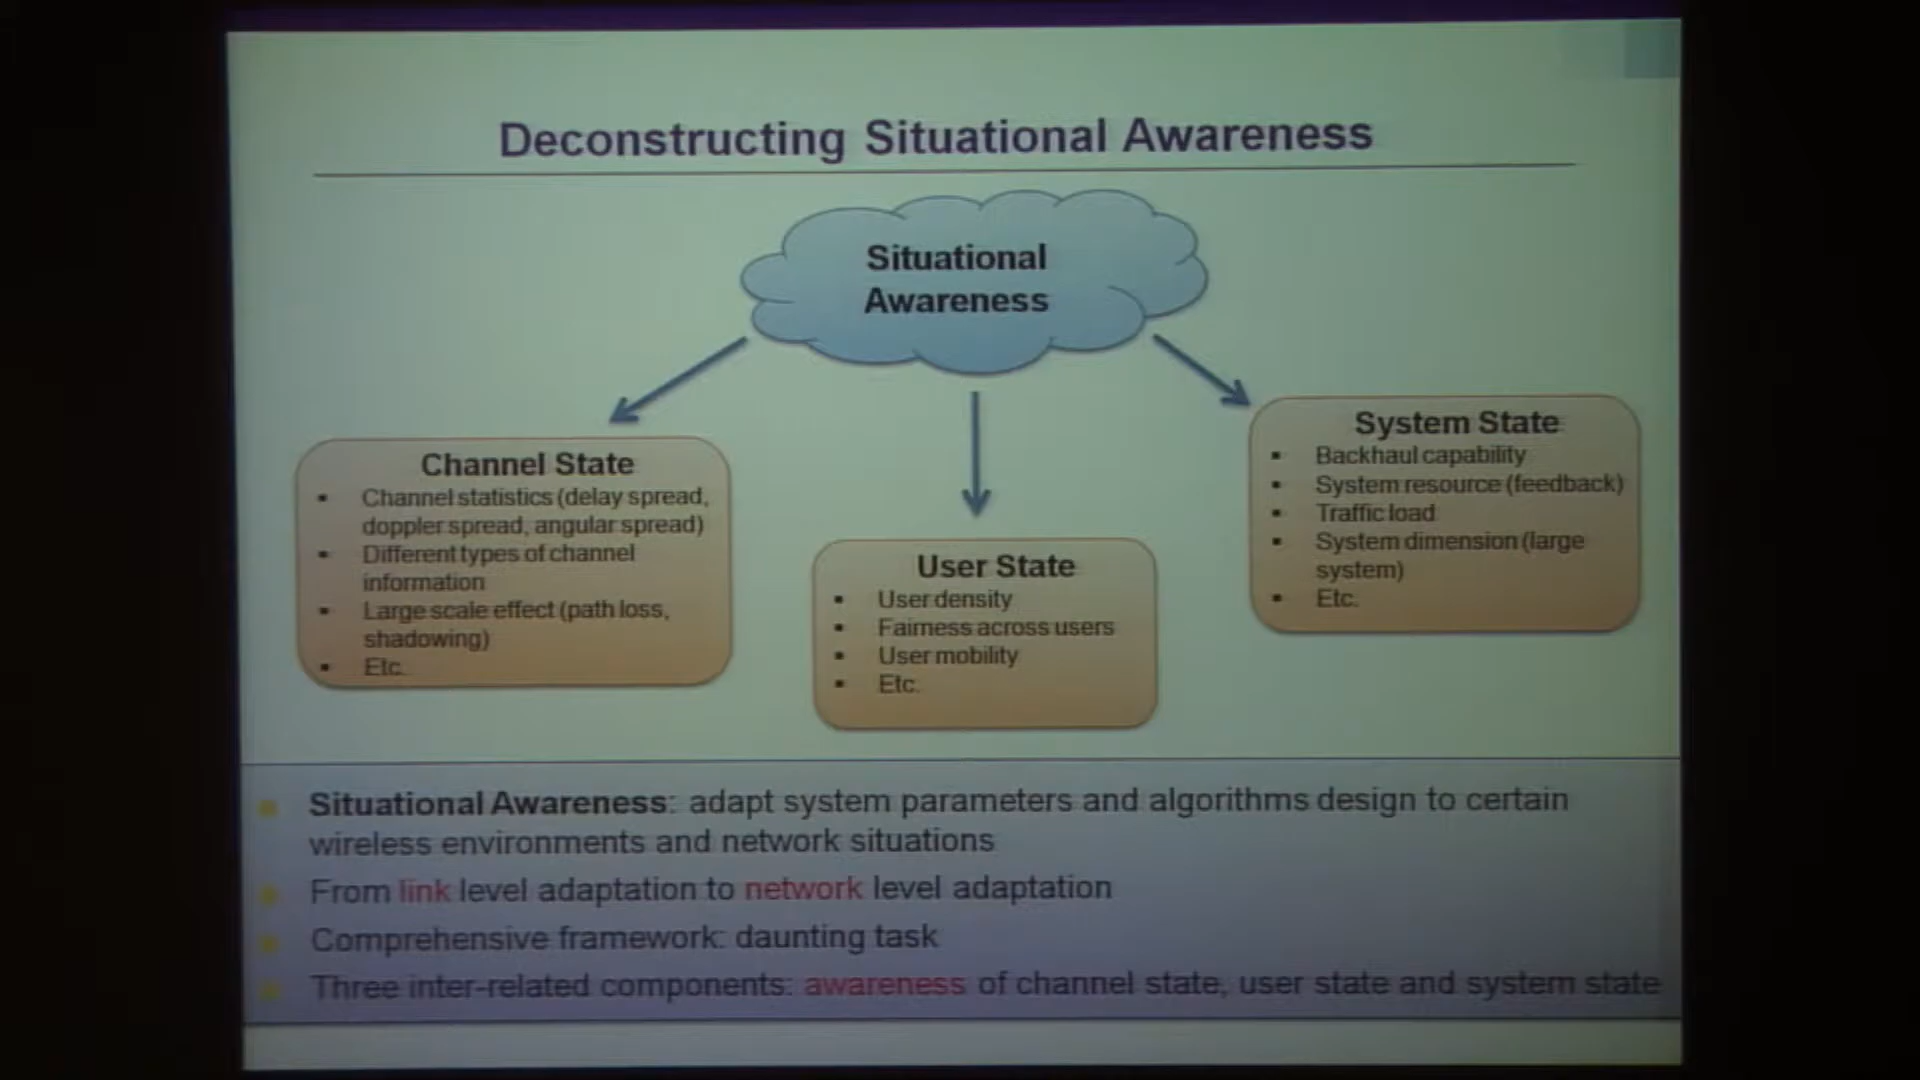 Deconstructing Situational Awareness
Situational
Awareness
Channel State
▪ Channel statistics (delay spread,
doppler spread, angular spread)
▪ Different types of channel
information
▪ Large scale effect (path loss,
shadowing)
▪ Etc.
User State
▪ User density
▪ Fairness across users
▪ User mobility
▪ Etc.
System State
▪ Backhaul capability
▪ System resource (feedback)
▪ Traffic load
▪ System dimension (large
system)
▪ Etc.
Situational Awareness: adapt system parameters and algorithms design to certain
wireless environments and network situations
From link level adaptation to network level adaptation
Comprehensive framework: daunting task
Three inter-related components: awareness of channel state, user state and system state